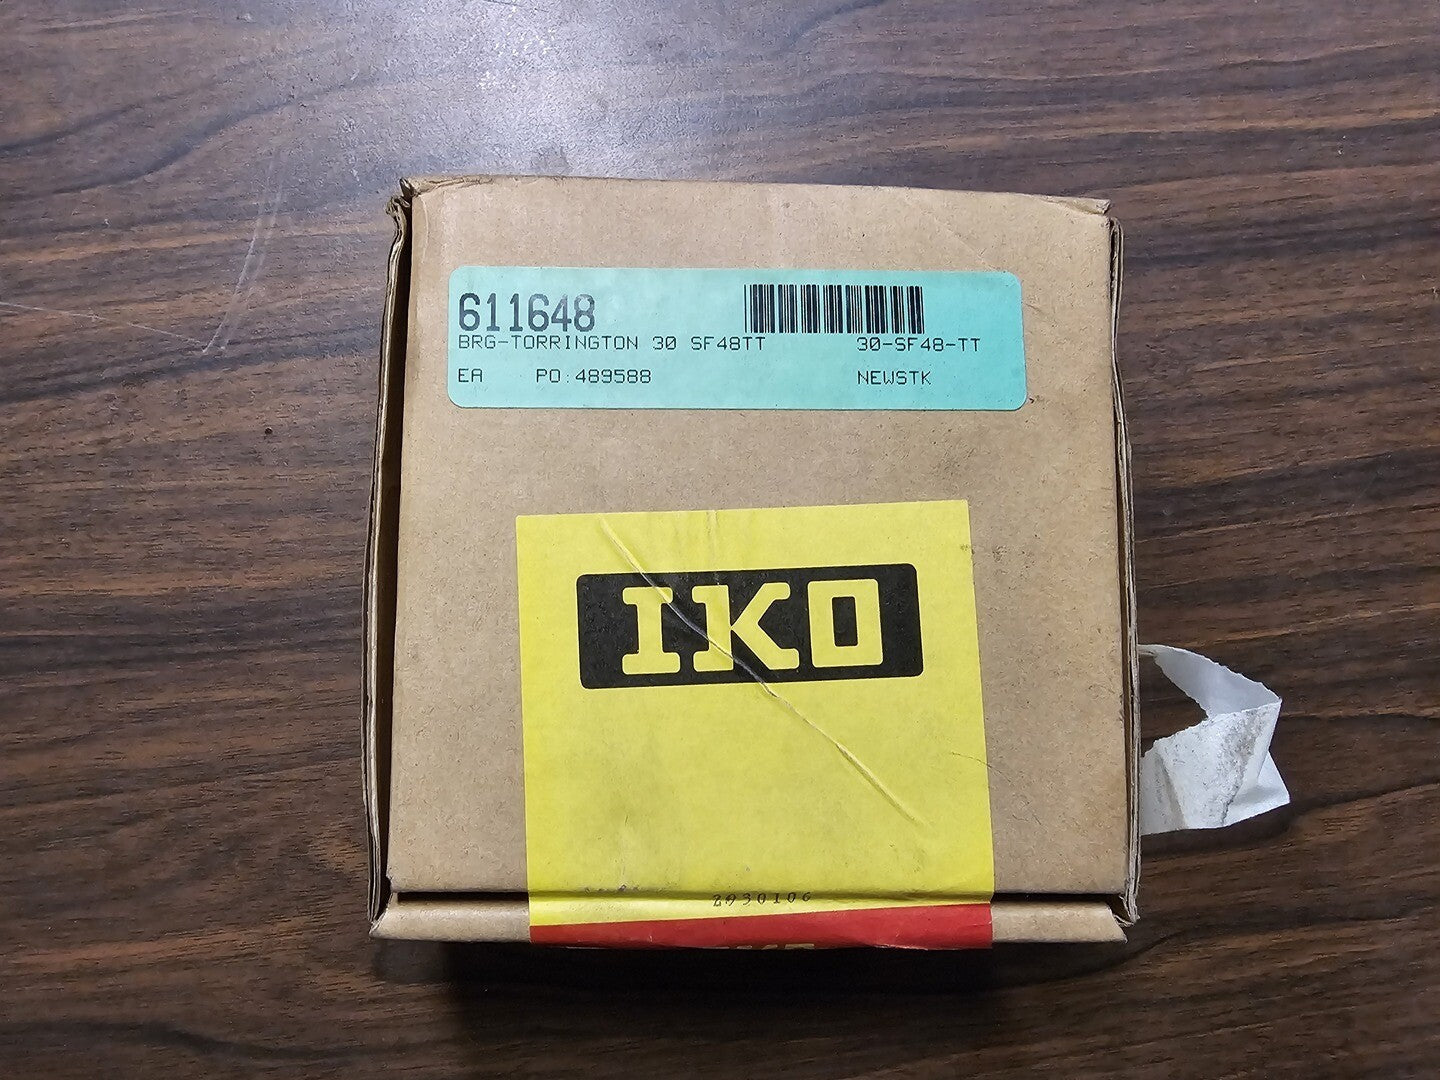 611648
BRG-TORRINGTON 30 SF48TT 30-SF48-TT
EA PO:489588 NEWSTK
IKO